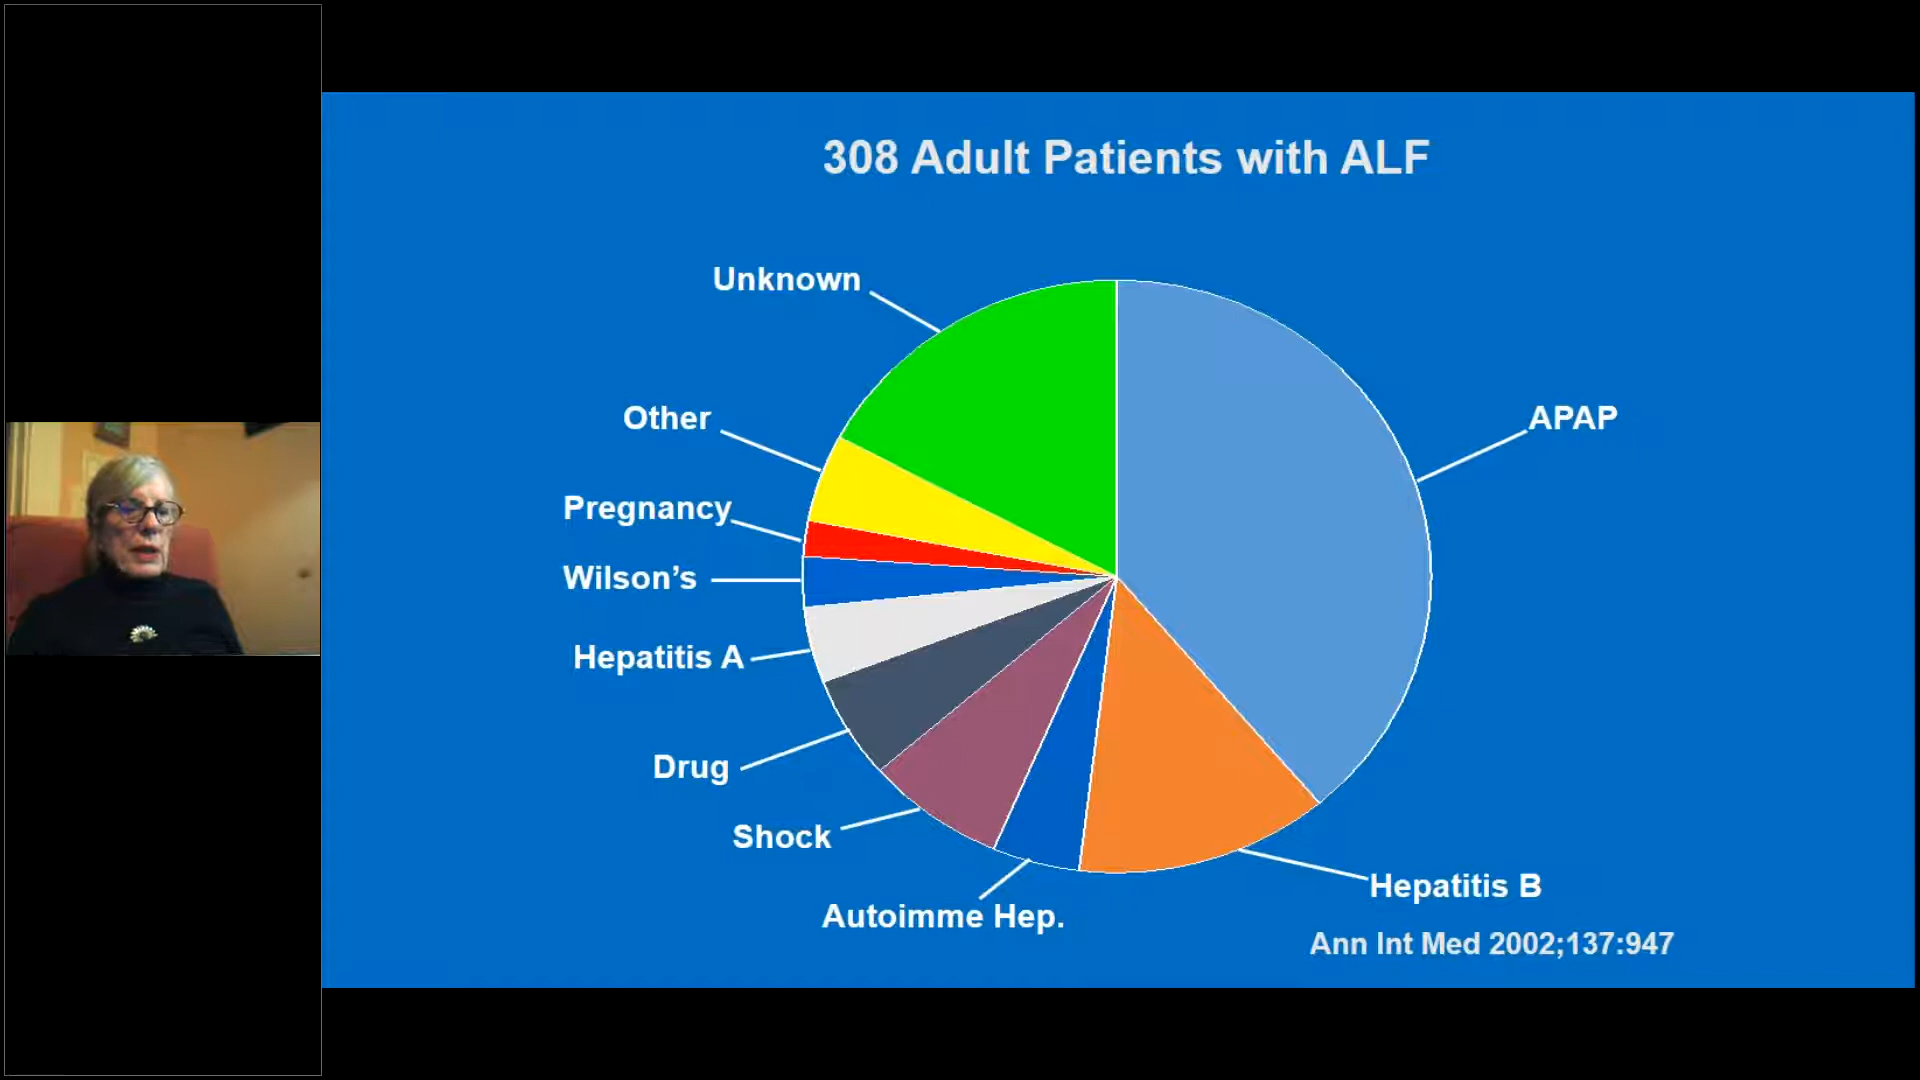 308 Adult Patients with ALF
Unknown
Other
APAP
Pregnancy
Wilson’s
Hepatitis A
Drug
Shock
Hepatitis B
Autoimme Hep.
Ann Int Med 2002;137:947